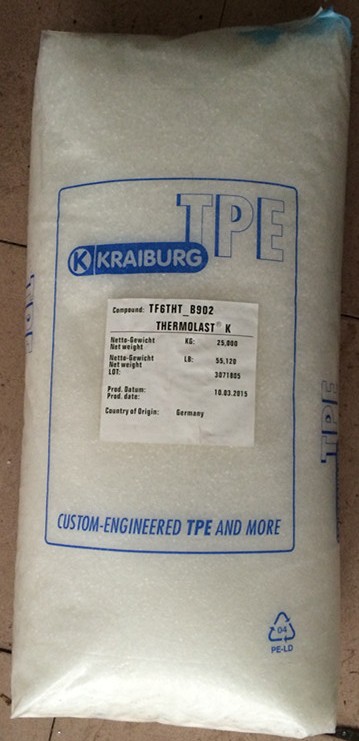 TPE
K KRAIBURG
Compound: TF6THT_B902
THERMOLAST® K
Netto-Gewicht KG: 25,000
Net weight
Netto-Gewicht LB: 55,120
Net weight
LOT: 3071805
Prod. Datum: 10.03.2015
Prod. date:
Country of Origin: Germany
CUSTOM-ENGINEERED TPE AND MORE
TPE
TPE
04
PE-LD